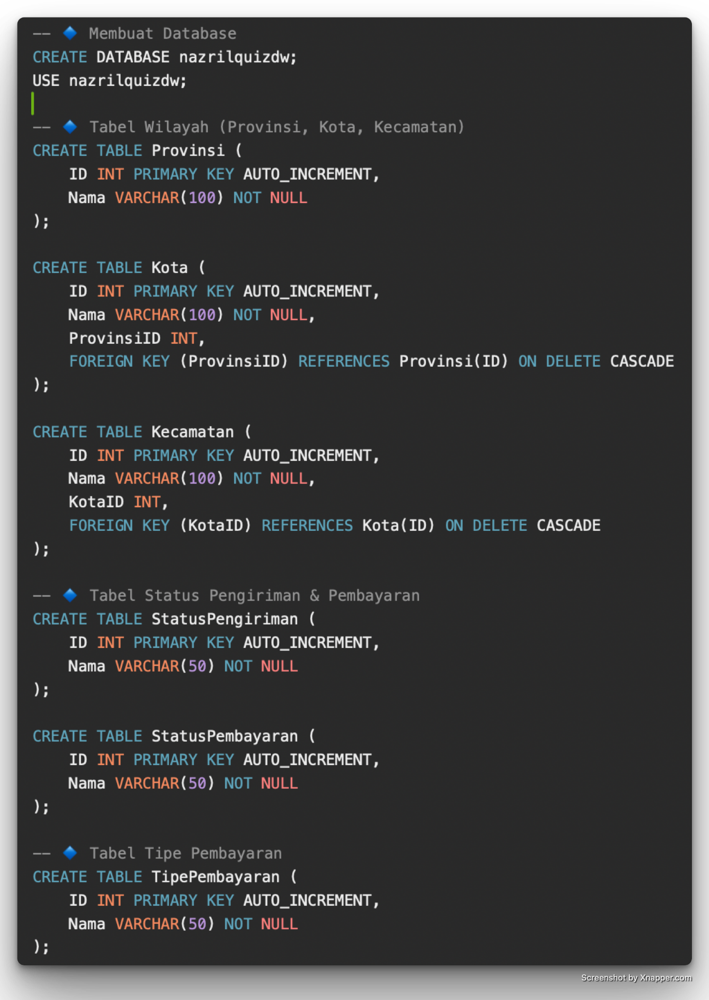 -- 🔷 Membuat Database
CREATE DATABASE nazrilquizdw;
USE nazrilquizdw;
-- 🔷 Tabel Wilayah (Provinsi, Kota, Kecamatan)
CREATE TABLE Provinsi (
    ID INT PRIMARY KEY AUTO_INCREMENT,
    Nama VARCHAR(100) NOT NULL
);
CREATE TABLE Kota (
    ID INT PRIMARY KEY AUTO_INCREMENT,
    Nama VARCHAR(100) NOT NULL,
    ProvinsiID INT,
    FOREIGN KEY (ProvinsiID) REFERENCES Provinsi(ID) ON DELETE CASCADE
);
CREATE TABLE Kecamatan (
    ID INT PRIMARY KEY AUTO_INCREMENT,
    Nama VARCHAR(100) NOT NULL,
    KotaID INT,
    FOREIGN KEY (KotaID) REFERENCES Kota(ID) ON DELETE CASCADE
);
-- 🔷 Tabel Status Pengiriman & Pembayaran
CREATE TABLE StatusPengiriman (
    ID INT PRIMARY KEY AUTO_INCREMENT,
    Nama VARCHAR(50) NOT NULL
);
CREATE TABLE StatusPembayaran (
    ID INT PRIMARY KEY AUTO_INCREMENT,
    Nama VARCHAR(50) NOT NULL
);
-- 🔷 Tabel Tipe Pembayaran
CREATE TABLE TipePembayaran (
    ID INT PRIMARY KEY AUTO_INCREMENT,
    Nama VARCHAR(50) NOT NULL
);
Screenshot by Xnapper.com